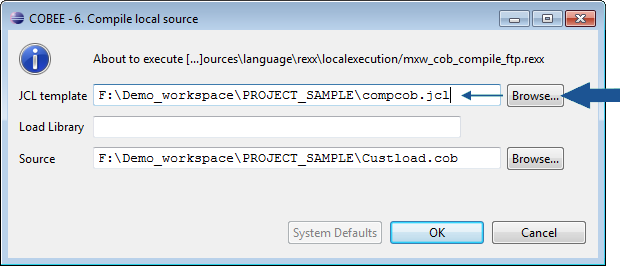 COBEE - 6. Compile local source
About to execute [...]ources\language\rexx\localexecution/mxw_cob_compile_ftp.rexx
JCL template F:\Demo_workspace\PROJECT_SAMPLE\compcob.jcl Browse...
Load Library
Source F:\Demo_workspace\PROJECT_SAMPLE\Custload.cob Browse...
System Defaults OK Cancel